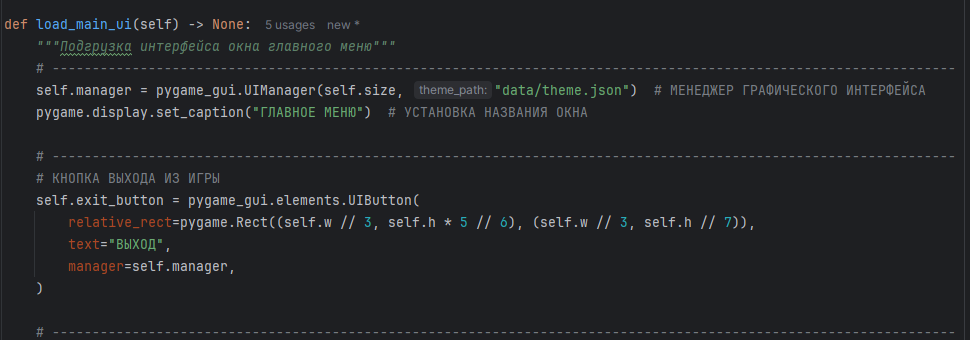 def load_main_ui(self) -> None: 5 usages new *
"""Подгрузка интерфейса окна главного меню"""
# -----------------------------------------------------------------------------------------------------------------
self.manager = pygame_gui.UIManager(self.size, theme_path: "data/theme.json") # МЕНЕДЖЕР ГРАФИЧЕСКОГО ИНТЕРФЕЙСА
pygame.display.set_caption("ГЛАВНОЕ МЕНЮ") # УСТАНОВКА НАЗВАНИЯ ОКНА
# -----------------------------------------------------------------------------------------------------------------
# КНОПКА ВЫХОДА ИЗ ИГРЫ
self.exit_button = pygame_gui.elements.UIButton(
relative_rect=pygame.Rect((self.w // 3, self.h * 5 // 6), (self.w // 3, self.h // 7)),
text="ВЫХОД",
manager=self.manager,
)
# -----------------------------------------------------------------------------------------------------------------